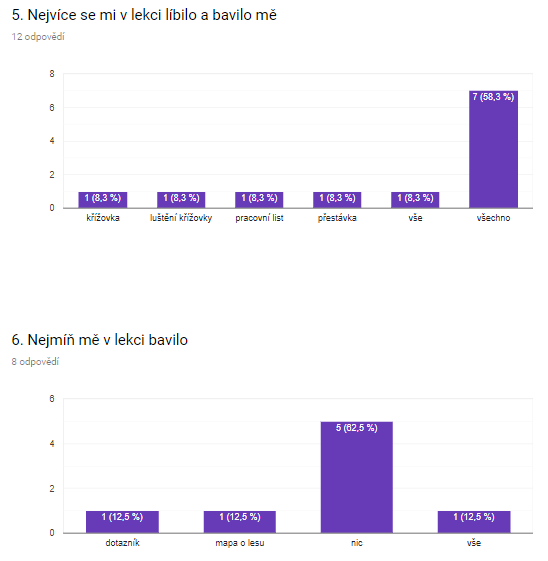 5. Nejvíce se mi v lekci líbilo a bavilo mě
12 odpovědí
8
6
4
2
0
1 (8,3 %) 1 (8,3 %) 1 (8,3 %) 1 (8,3 %) 1 (8,3 %) 7 (58,3 %)
křížovka luštění křížovky pracovní list přestávka vše všechno
6. Nejmíň mě v lekci bavilo
8 odpovědí
6
4
2
0
1 (12,5 %) 1 (12,5 %) 5 (62,5 %) 1 (12,5 %)
dotazník mapa o lesu nic vše